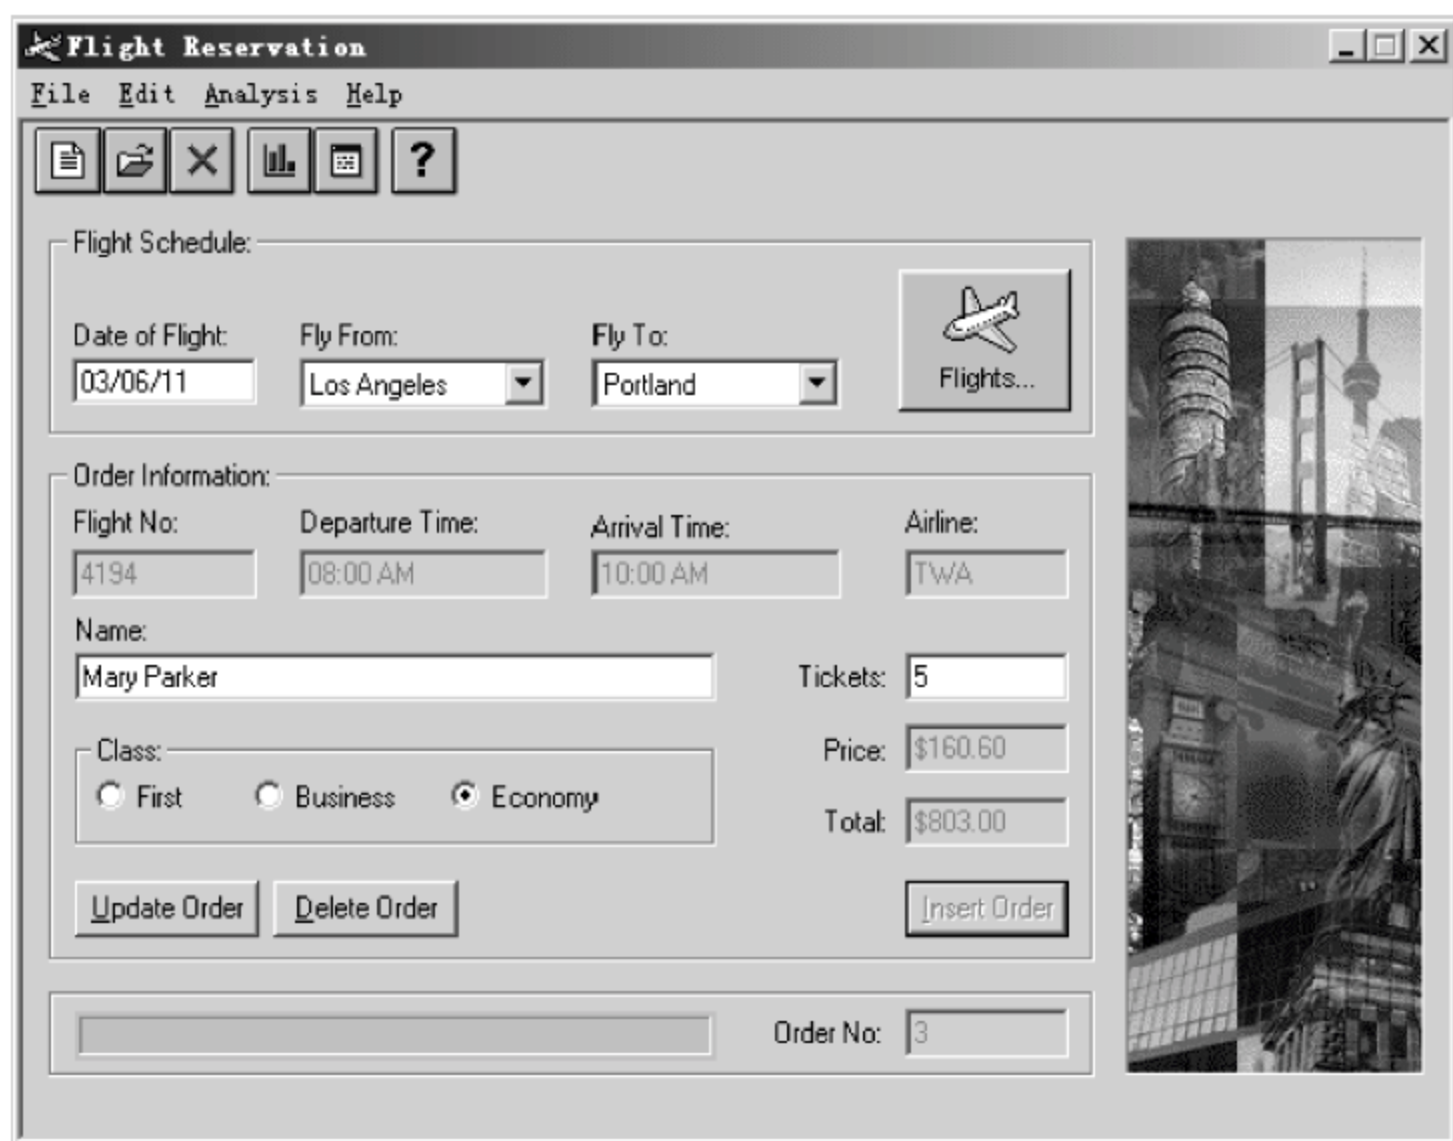 Flight Reservation
File Edit Analysis Help
Flight Schedule:
Date of Flight: Fly From: Fly To:
03/06/11 Los Angeles Portland Flights...
Order Information:
Flight No: Departure Time: Arrival Time: Airline:
4194 08:00 AM 10:00 AM TWA
Name:
Mary Parker Tickets: 5
Class: Price: $160.60
First Business Economy
Total: $803.00
Update Order Delete Order Insert Order
Order No: 3